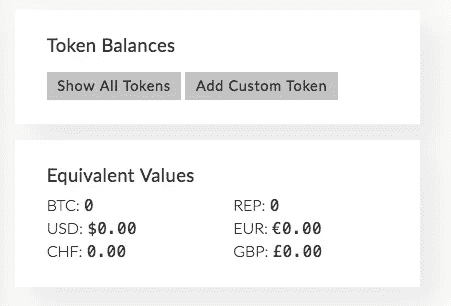 Token Balances
Show All Tokens Add Custom Token
Equivalent Values
BTC: 0 REP: 0
USD: $0.00 EUR: €0.00
CHF: 0.00 GBP: £0.00